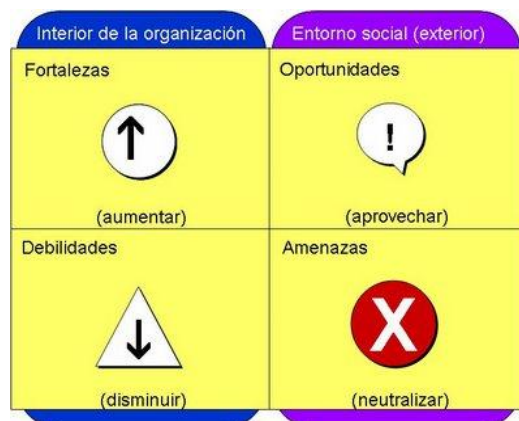 Interior de la organización
Entorno social (exterior)
Fortalezas
Oportunidades
!
(aumentar)
(aprovechar)
Debilidades
Amenazas
X
(disminuir)
(neutralizar)